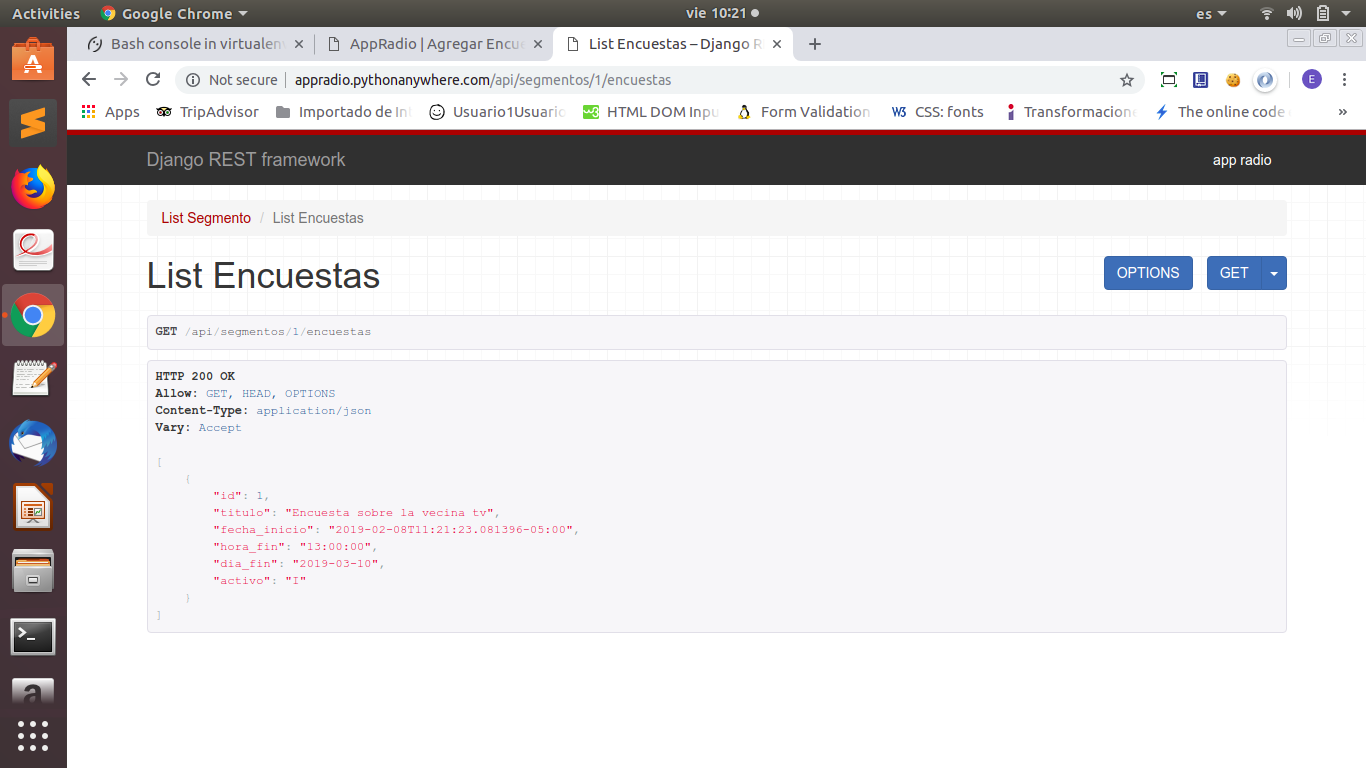 Activities Google Chrome vie 10:21 es
Bash console in virtualen AppRadio | Agregar Encue List Encuestas – Django R
Not secure appradio.pythonanywhere.com/api/segmentos/1/encuestas E
Apps TripAdvisor Importado de In Usuario1Usuario HTML DOM Inpu Form Validation CSS: fonts Transformacione The online code »
Django REST framework app radio
List Segmento / List Encuestas
List Encuestas OPTIONS GET
GET /api/segmentos/1/encuestas
HTTP 200 OK
Allow: GET, HEAD, OPTIONS
Content-Type: application/json
Vary: Accept
[
{
"id": 1,
"titulo": "Encuesta sobre la vecina tv",
"fecha_inicio": "2019-02-08T11:21:23.081396-05:00",
"hora_fin": "13:00:00",
"dia_fin": "2019-03-10",
"activo": "I"
}
]